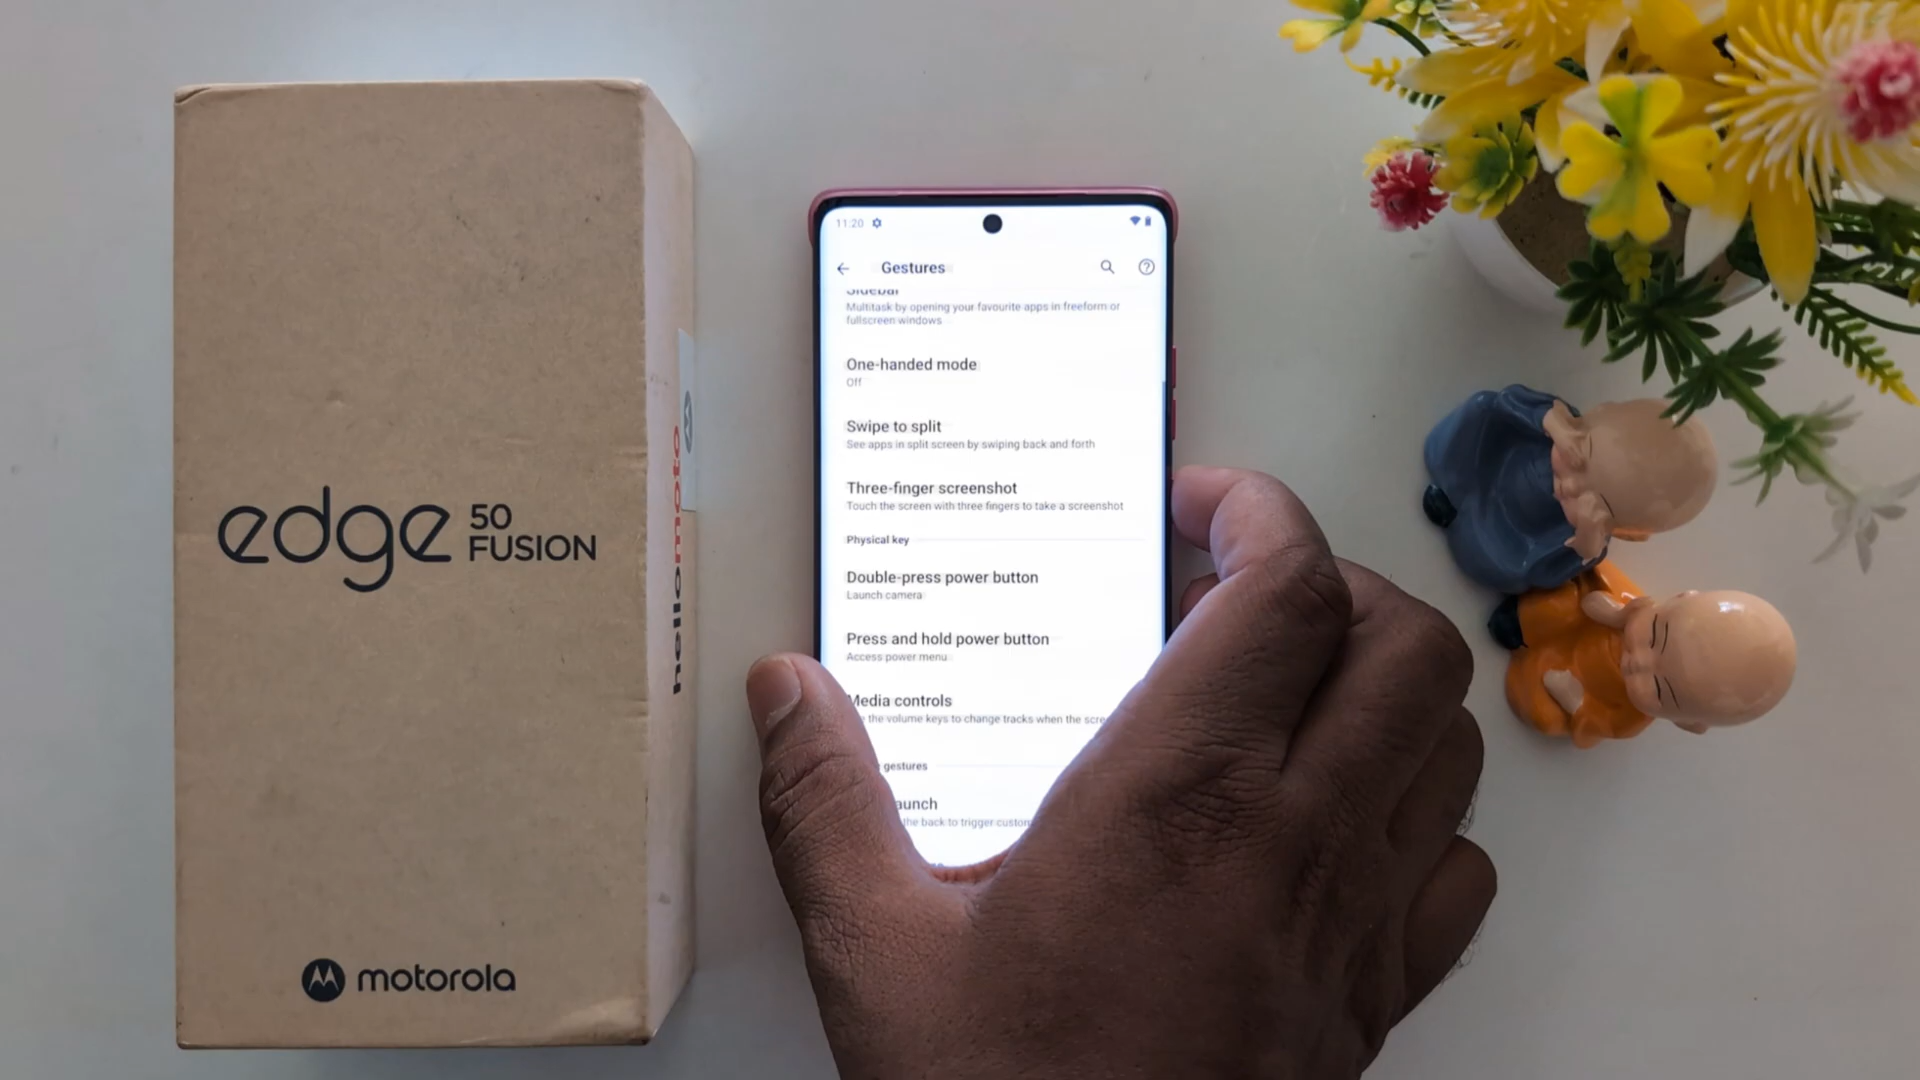 edge 50
FUSION
motorola
hellomoto
11:20
Gestures
Sidebar
Multitask by opening your favourite apps in freeform or
fullscreen windows
One-handed mode
Off
Swipe to split
See apps in split screen by swiping back and forth
Three-finger screenshot
Touch the screen with three fingers to take a screenshot
Physical key
Double-press power button
Launch camera
Press and hold power button
Access power menu
Media controls
the volume keys to change tracks when the
gestures
aunch
the back to trigger